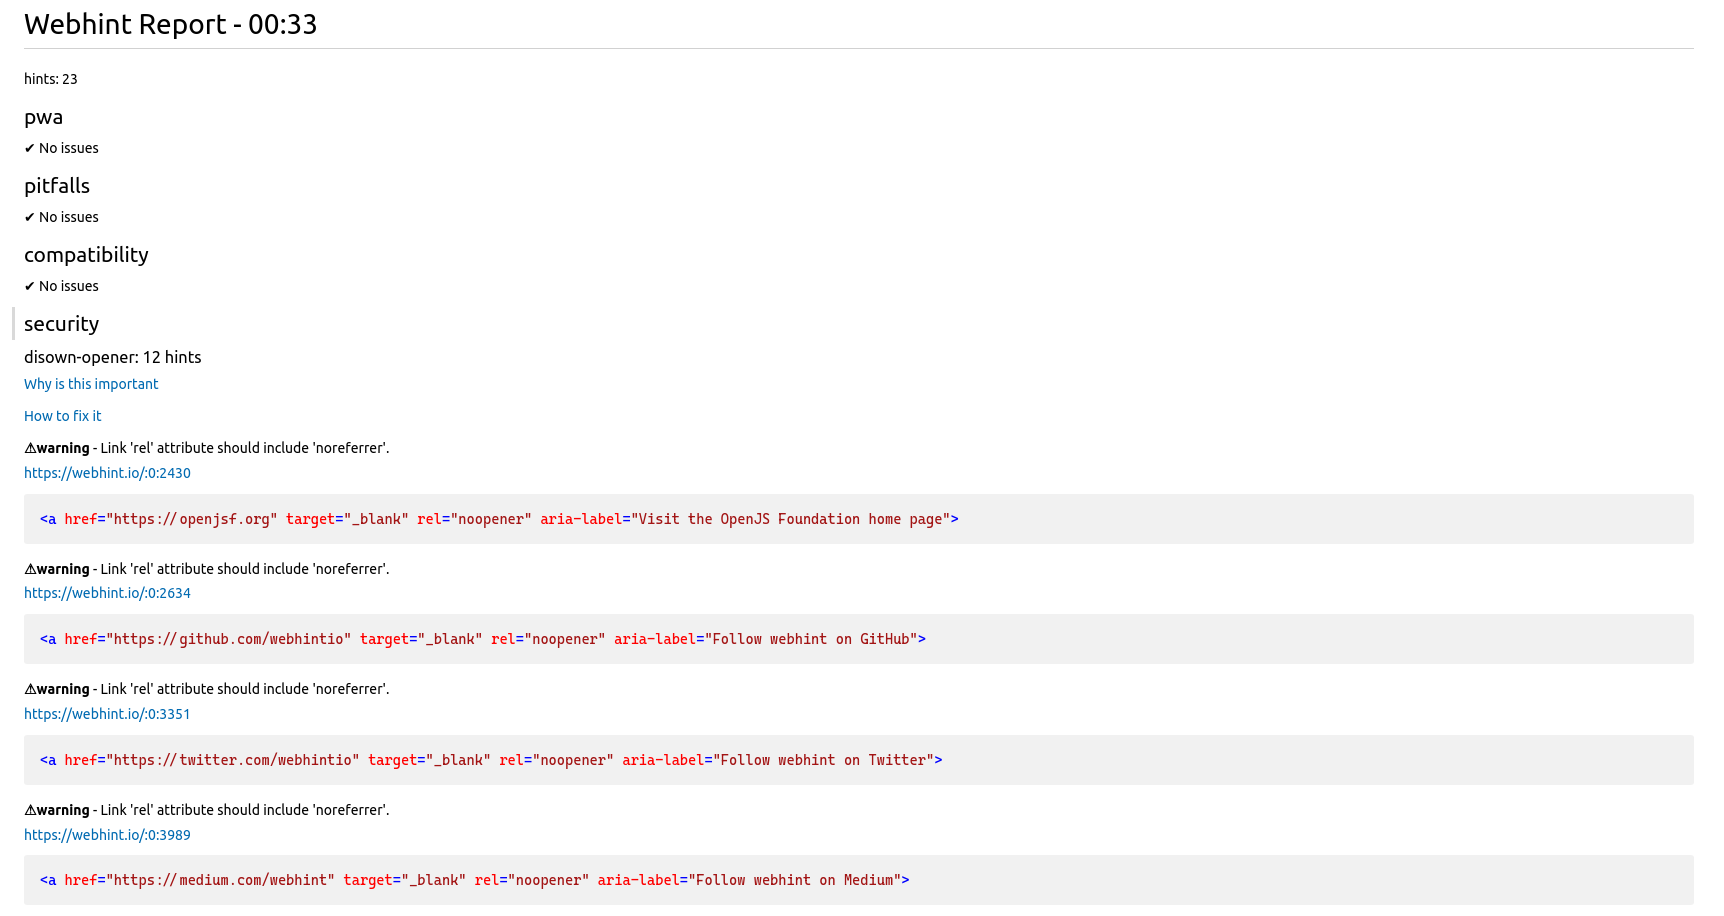 Webhint Report - 00:33
hints: 23
pwa
✔ No issues
pitfalls
✔ No issues
compatibility
✔ No issues
security
disown-opener: 12 hints
Why is this important
How to fix it
⚠warning - Link 'rel' attribute should include 'noreferrer'.
https://webhint.io/:0:2430
<a href="https://openjsf.org" target="_blank" rel="noopener" aria-label="Visit the OpenJS Foundation home page">
⚠warning - Link 'rel' attribute should include 'noreferrer'.
https://webhint.io/:0:2634
<a href="https://github.com/webhintio" target="_blank" rel="noopener" aria-label="Follow webhint on GitHub">
⚠warning - Link 'rel' attribute should include 'noreferrer'.
https://webhint.io/:0:3351
<a href="https://twitter.com/webhintio" target="_blank" rel="noopener" aria-label="Follow webhint on Twitter">
⚠warning - Link 'rel' attribute should include 'noreferrer'.
https://webhint.io/:0:3989
<a href="https://medium.com/webhint" target="_blank" rel="noopener" aria-label="Follow webhint on Medium">